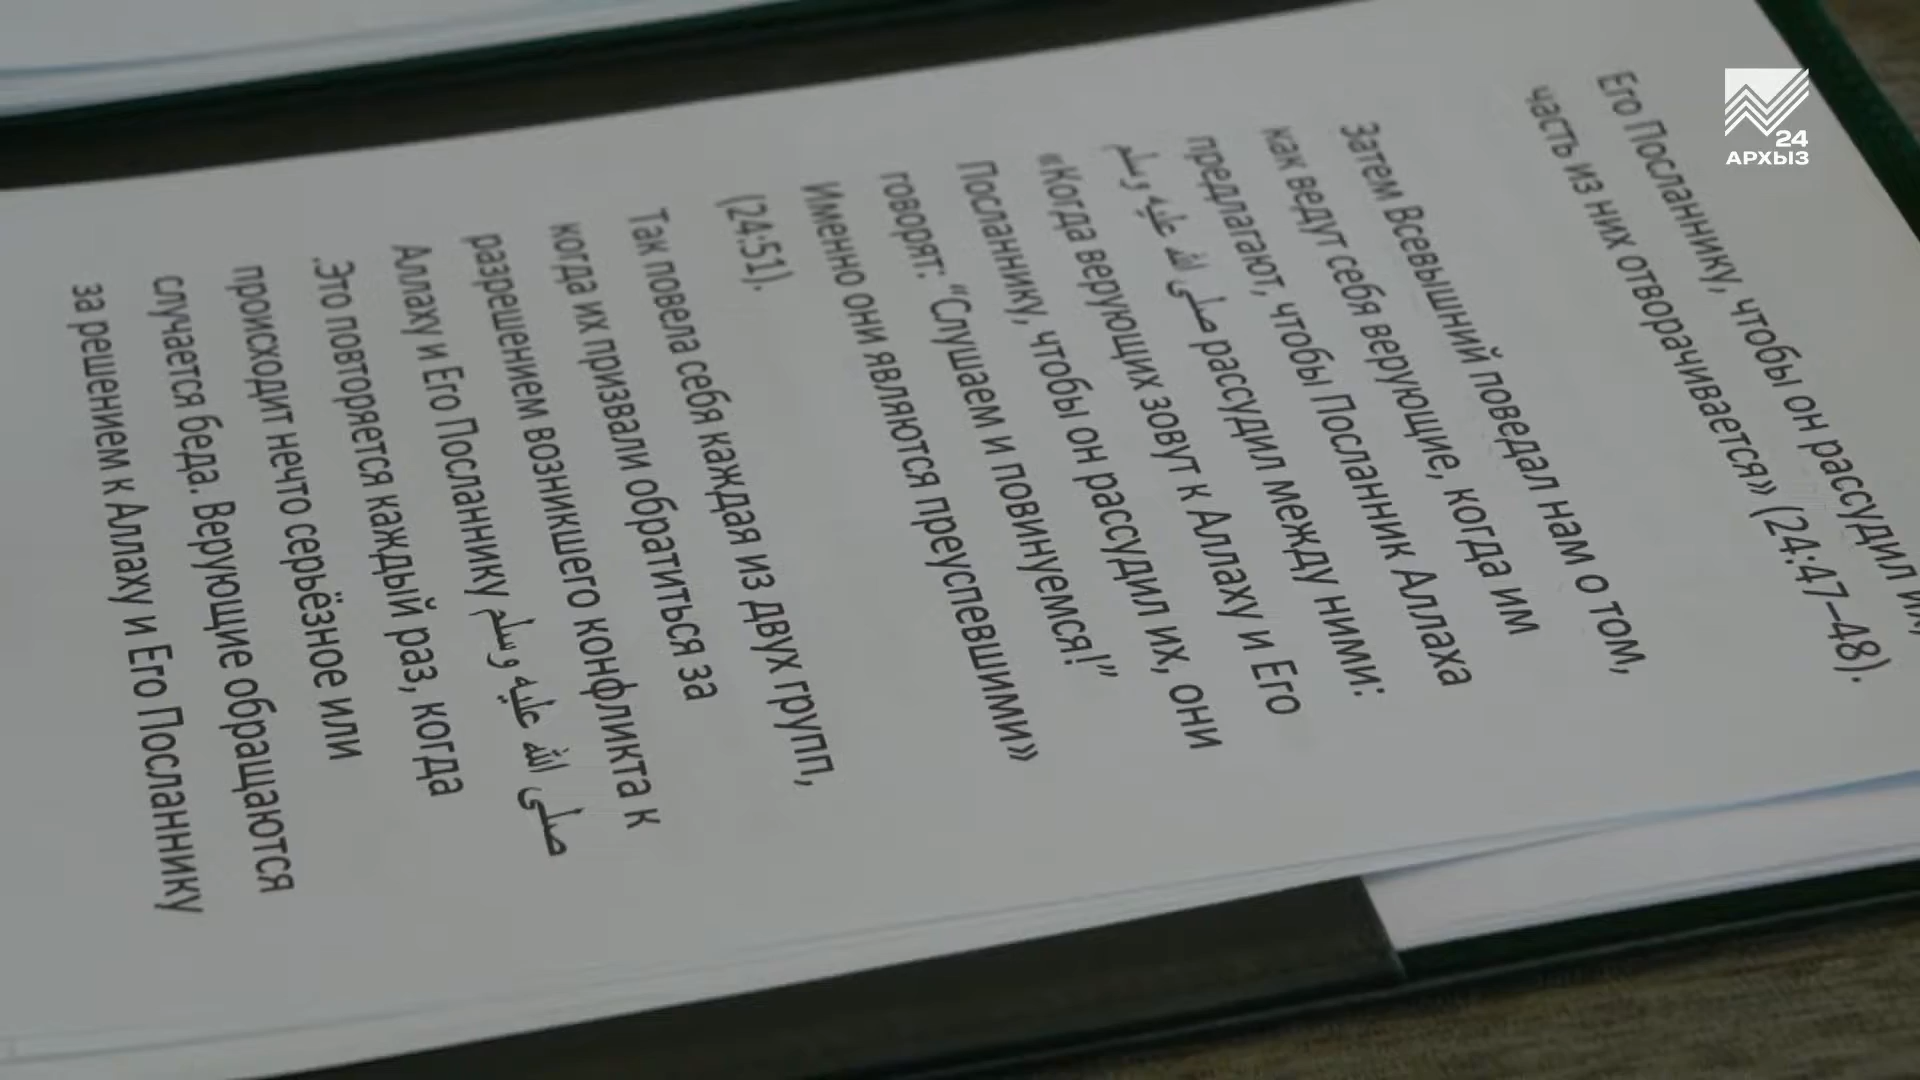 Его Посланнику, чтобы он рассудил их,
часть из них отворачивается» (24:47–48).
Затем Всевышний поведал нам о том,
как ведут себя верующие, когда им
предлагают, чтобы Посланник Аллаха
صلى الله عليه وسلم рассудил между ними:
«Когда верующих зовут к Аллаху и Его
Посланнику, чтобы он рассудил их, они
говорят: “Слушаем и повинуемся!”
Именно они являются преуспевшими»
(24:51).
Так повела себя каждая из двух групп,
когда их призвали обратиться за
разрешением возникшего конфликта к
Аллаху и Его Посланнику صلى الله عليه وسلم
.Это повторяется каждый раз, когда
происходит нечто серьёзное или
случается беда. Верующие обращаются
за решением к Аллаху и Его Посланнику
24
АРХЫЗ